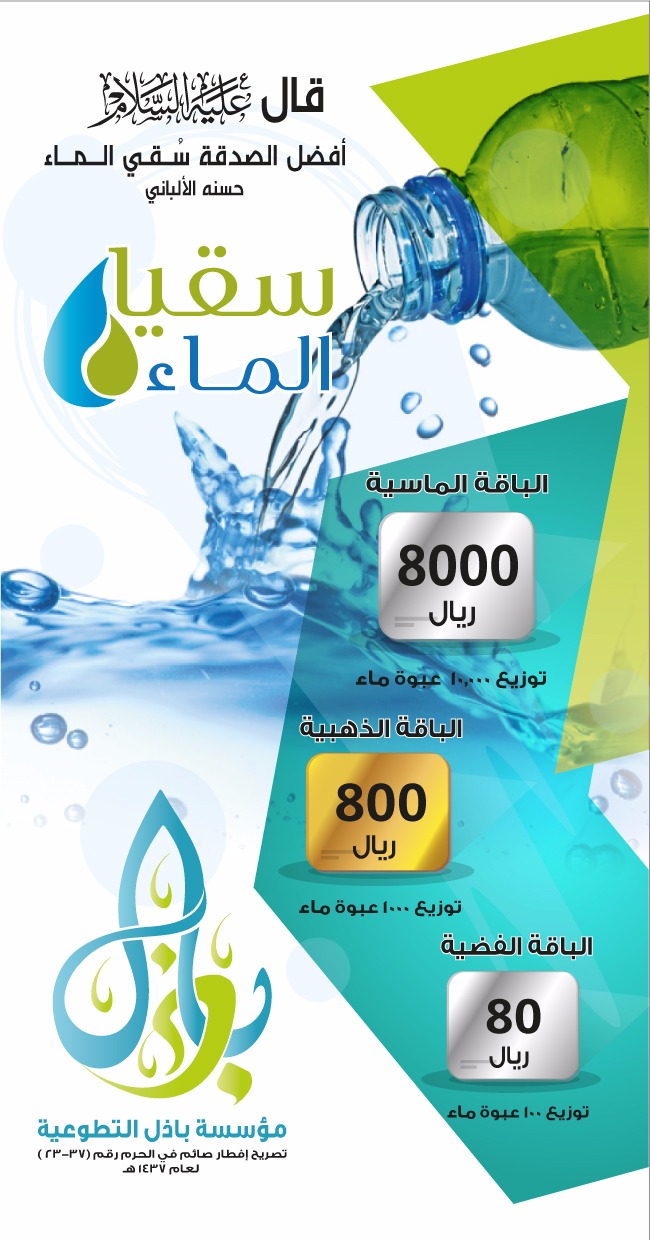 قال عليه السلام
أفضل الصدقة سُقي الماء
حسنه الألباني
سقيا
الماء
الباقة الماسية
8000
ريال
توزيع ١٠,٠٠٠ عبوة ماء
الباقة الذهبية
800
ريال
توزيع ١٠٠٠ عبوة ماء
الباقة الفضية
80
ريال
توزيع ١٠٠ عبوة ماء
باذل
مؤسسة باذل التطوعية
تصريح إفطار صائم في الحرم رقم (٣٧-٢٣)
لعام ١٤٣٧ هـ